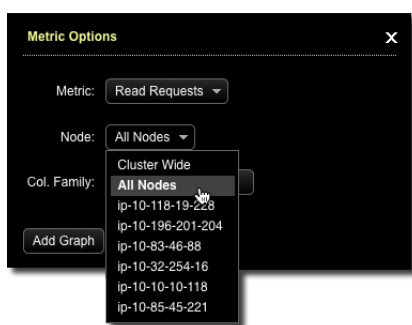 Metric Options X
Metric: Read Requests
Node: All Nodes
Cluster Wide
Col. Family:
All Nodes
ip-10-118-19-228
ip-10-196-201-204
Add Graph
ip-10-83-46-88
ip-10-32-254-16
ip-10-10-10-118
ip-10-85-45-221